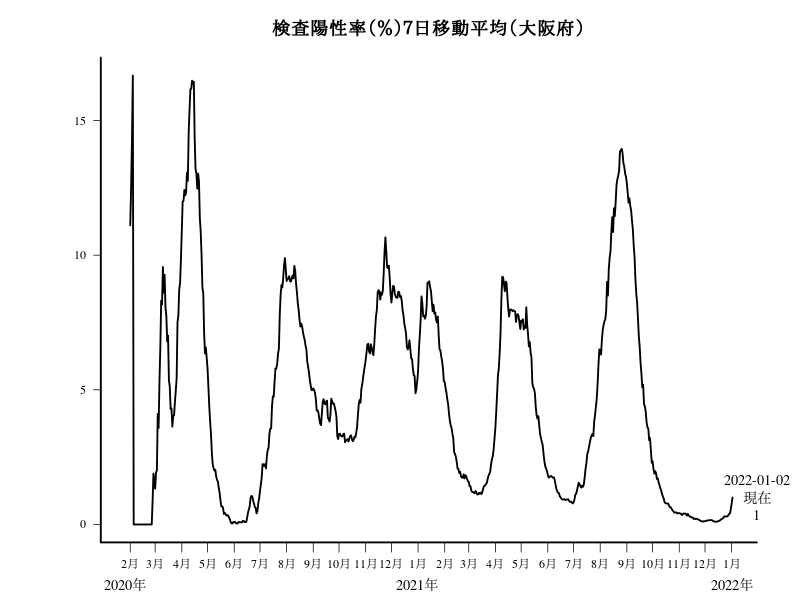 検査陽性率(%)7日移動平均(大阪府)
15
10
5
0
2022-01-02
現在
1
2月 3月 4月 5月 6月 7月 8月 9月 10月 11月 12月 1月 2月 3月 4月 5月 6月 7月 8月 9月 10月 11月 12月 1月
2020年 2021年 2022年